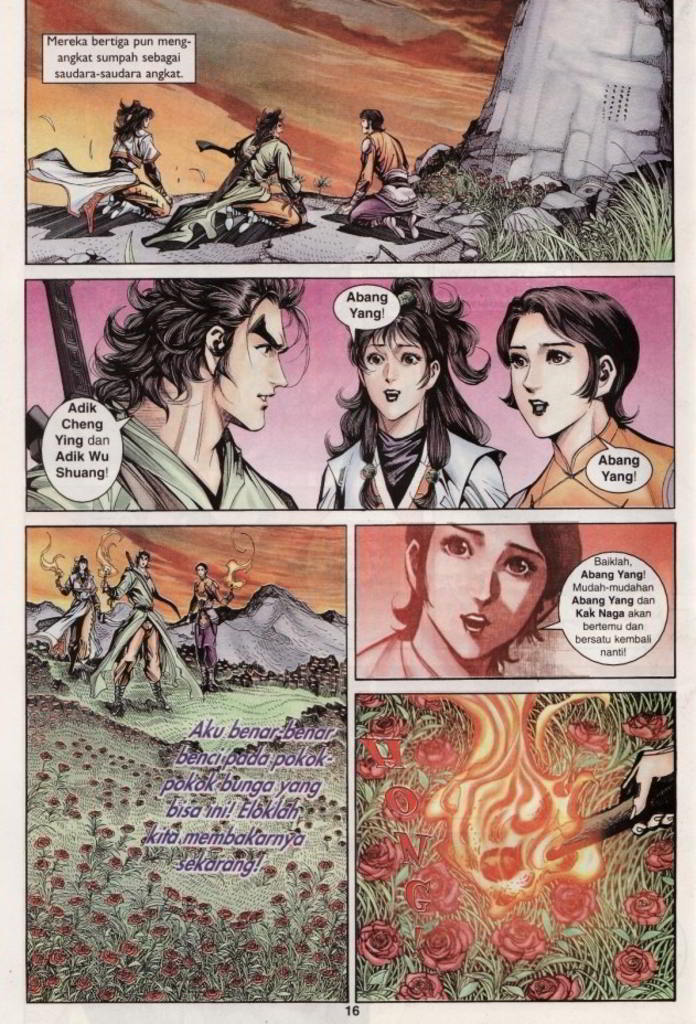 Mereka bertiga pun meng-
angkat sumpah sebagai
saudara-saudara angkat.
Adik
Cheng
Ying dan
Adik Wu
Shuang!
Abang
Yang!
Abang
Yang!
Aku benar-benar
benci pada pokok-
pokok bunga yang
bisa ini! Eloklah
kita membakarnya
sekarang!
Baiklah,
Abang Yang!
Mudah-mudahan
Abang Yang dan
Kak Naga akan
bertemu dan
bersatu kembali
nanti!
HONG!
16